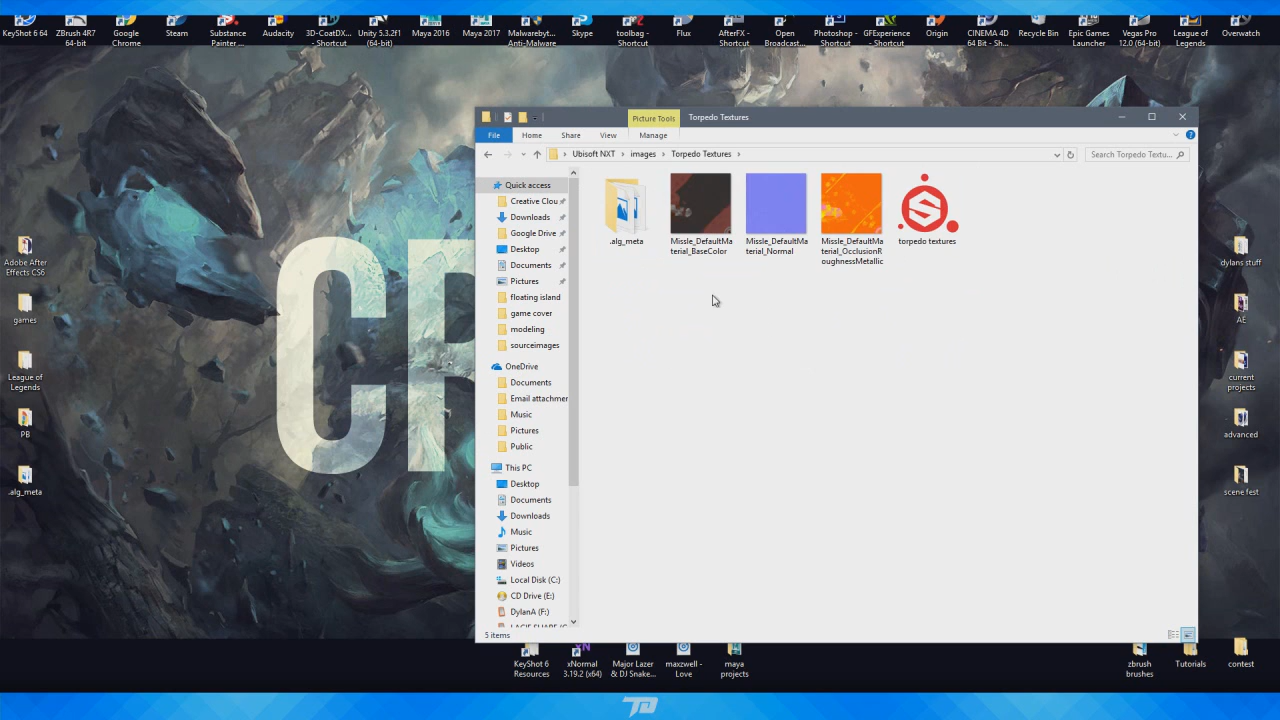 KeyShot 6 64
ZBrush 4R7
64-bit
Google
Chrome
Steam
Substance
Painter ...
Audacity
3D-CoatDX...
- Shortcut
Unity 5.3.2f1
(64-bit)
Maya 2016
Maya 2017
Malwarebyt...
Anti-Malware
Skype
toolbag -
Shortcut
Flux
AfterFX -
Shortcut
Open
Broadcast...
Photoshop -
Shortcut
GFExperience
- Shortcut
Origin
CINEMA 4D
64 Bit - Sh...
Recycle Bin
Epic Games
Launcher
Vegas Pro
12.0 (64-bit)
League of
Legends
Overwatch
Picture Tools
Torpedo Textures
File
Home
Share
View
Manage
Ubisoft NXT
images
Torpedo Textures
Search Torpedo Textu...
Quick access
Creative Clou
Downloads
Google Drive
Desktop
Documents
Pictures
floating island
game cover
modeling
sourceimages
OneDrive
Documents
Email attachmer
Music
Pictures
Public
This PC
Desktop
Documents
Downloads
Music
Pictures
Videos
Local Disk (C:)
CD Drive (E:)
DylanA (F:)
.alg_meta
Missle_DefaultMa
terial_BaseColor
Missle_DefaultMa
terial_Normal
Missle_DefaultMa
terial_OcclusionR
oughnessMetallic
torpedo textures
5 items
CR
Adobe After
Effects CS6
games
League of
Legends
PB
.alg_meta
dylans stuff
AE
current
projects
advanced
scene fest
KeyShot 6
Resources
xNormal
3.19.2 (x64)
Major Lazer
& DJ Snake...
maxzwell -
Love
maya
projects
zbrush
brushes
Tutorials
contest